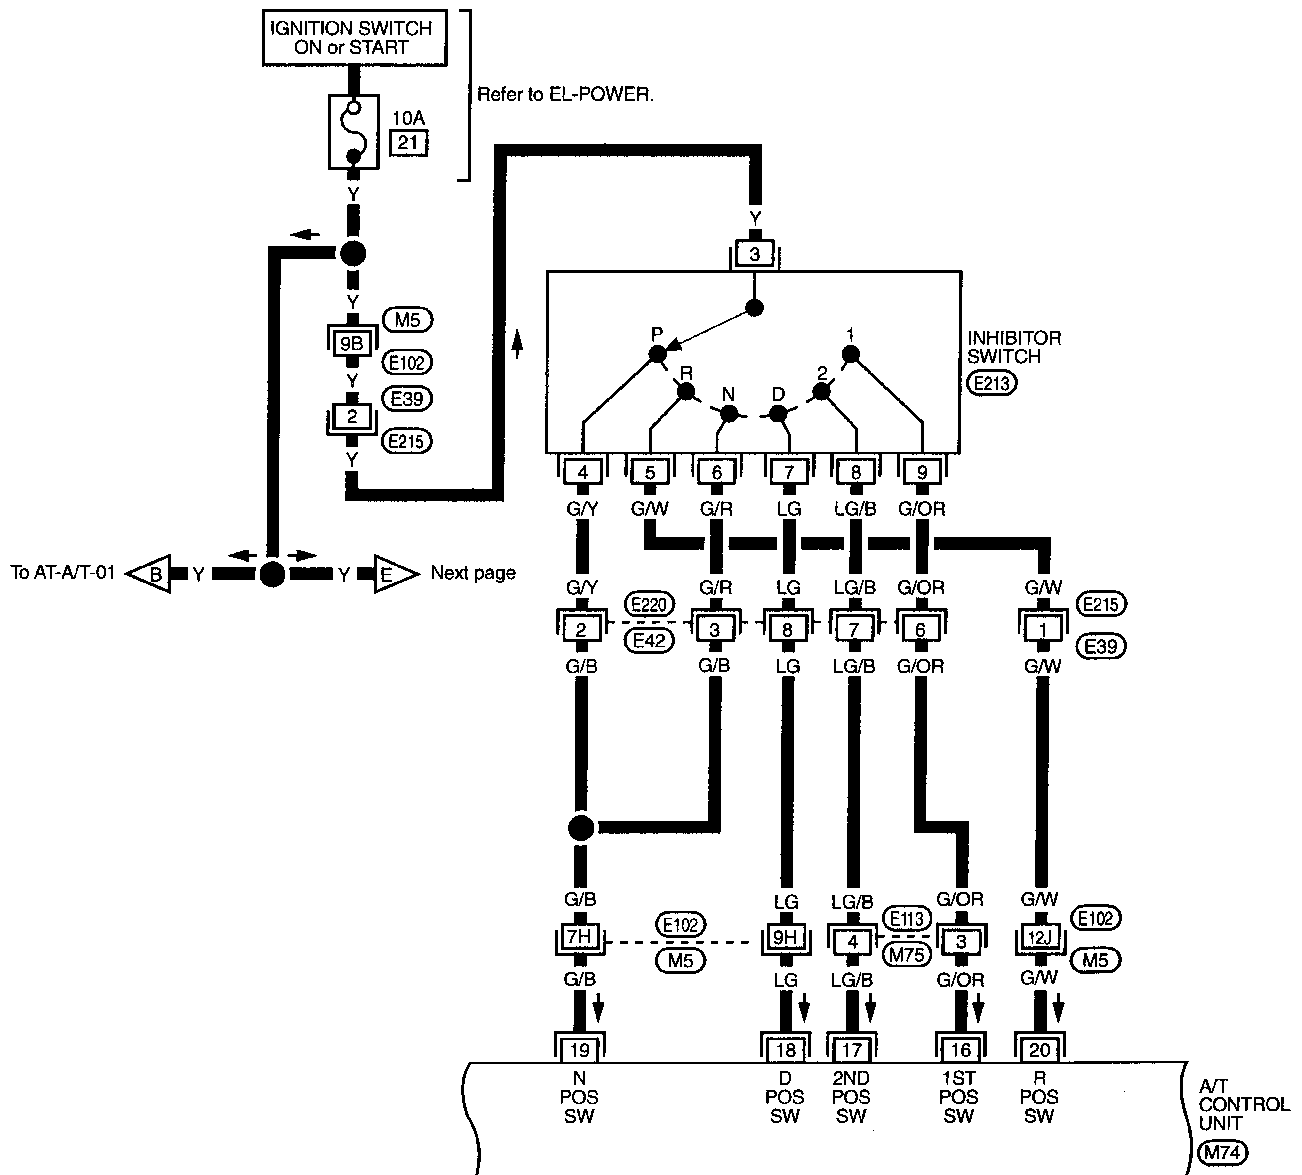 IGNITION SWITCH
ON or START
Refer to EL-POWER.
10A
21
Y
Y
3
Y
M5
9B
E102
Y
E39
2
E215
Y
P
R
N
D
2
1
INHIBITOR
SWITCH
E213
4 5 6 7 8 9
G/Y G/W G/R LG LG/B G/OR
To AT-A/T-01 B Y Y E Next page
G/Y G/R LG LG/B G/OR G/W
E220 E215
2 3 8 7 6 1
E42 E39
G/B G/B LG LG/B G/OR G/W
G/B LG LG/B G/OR G/W
E102 E113 E102
7H 9H 4 3 12J
M5 M75 M5
G/B LG LG/B G/OR G/W
19 18 17 16 20
N D 2ND 1ST R
POS POS POS POS POS
SW SW SW SW SW
A/T
CONTROL
UNIT
M74